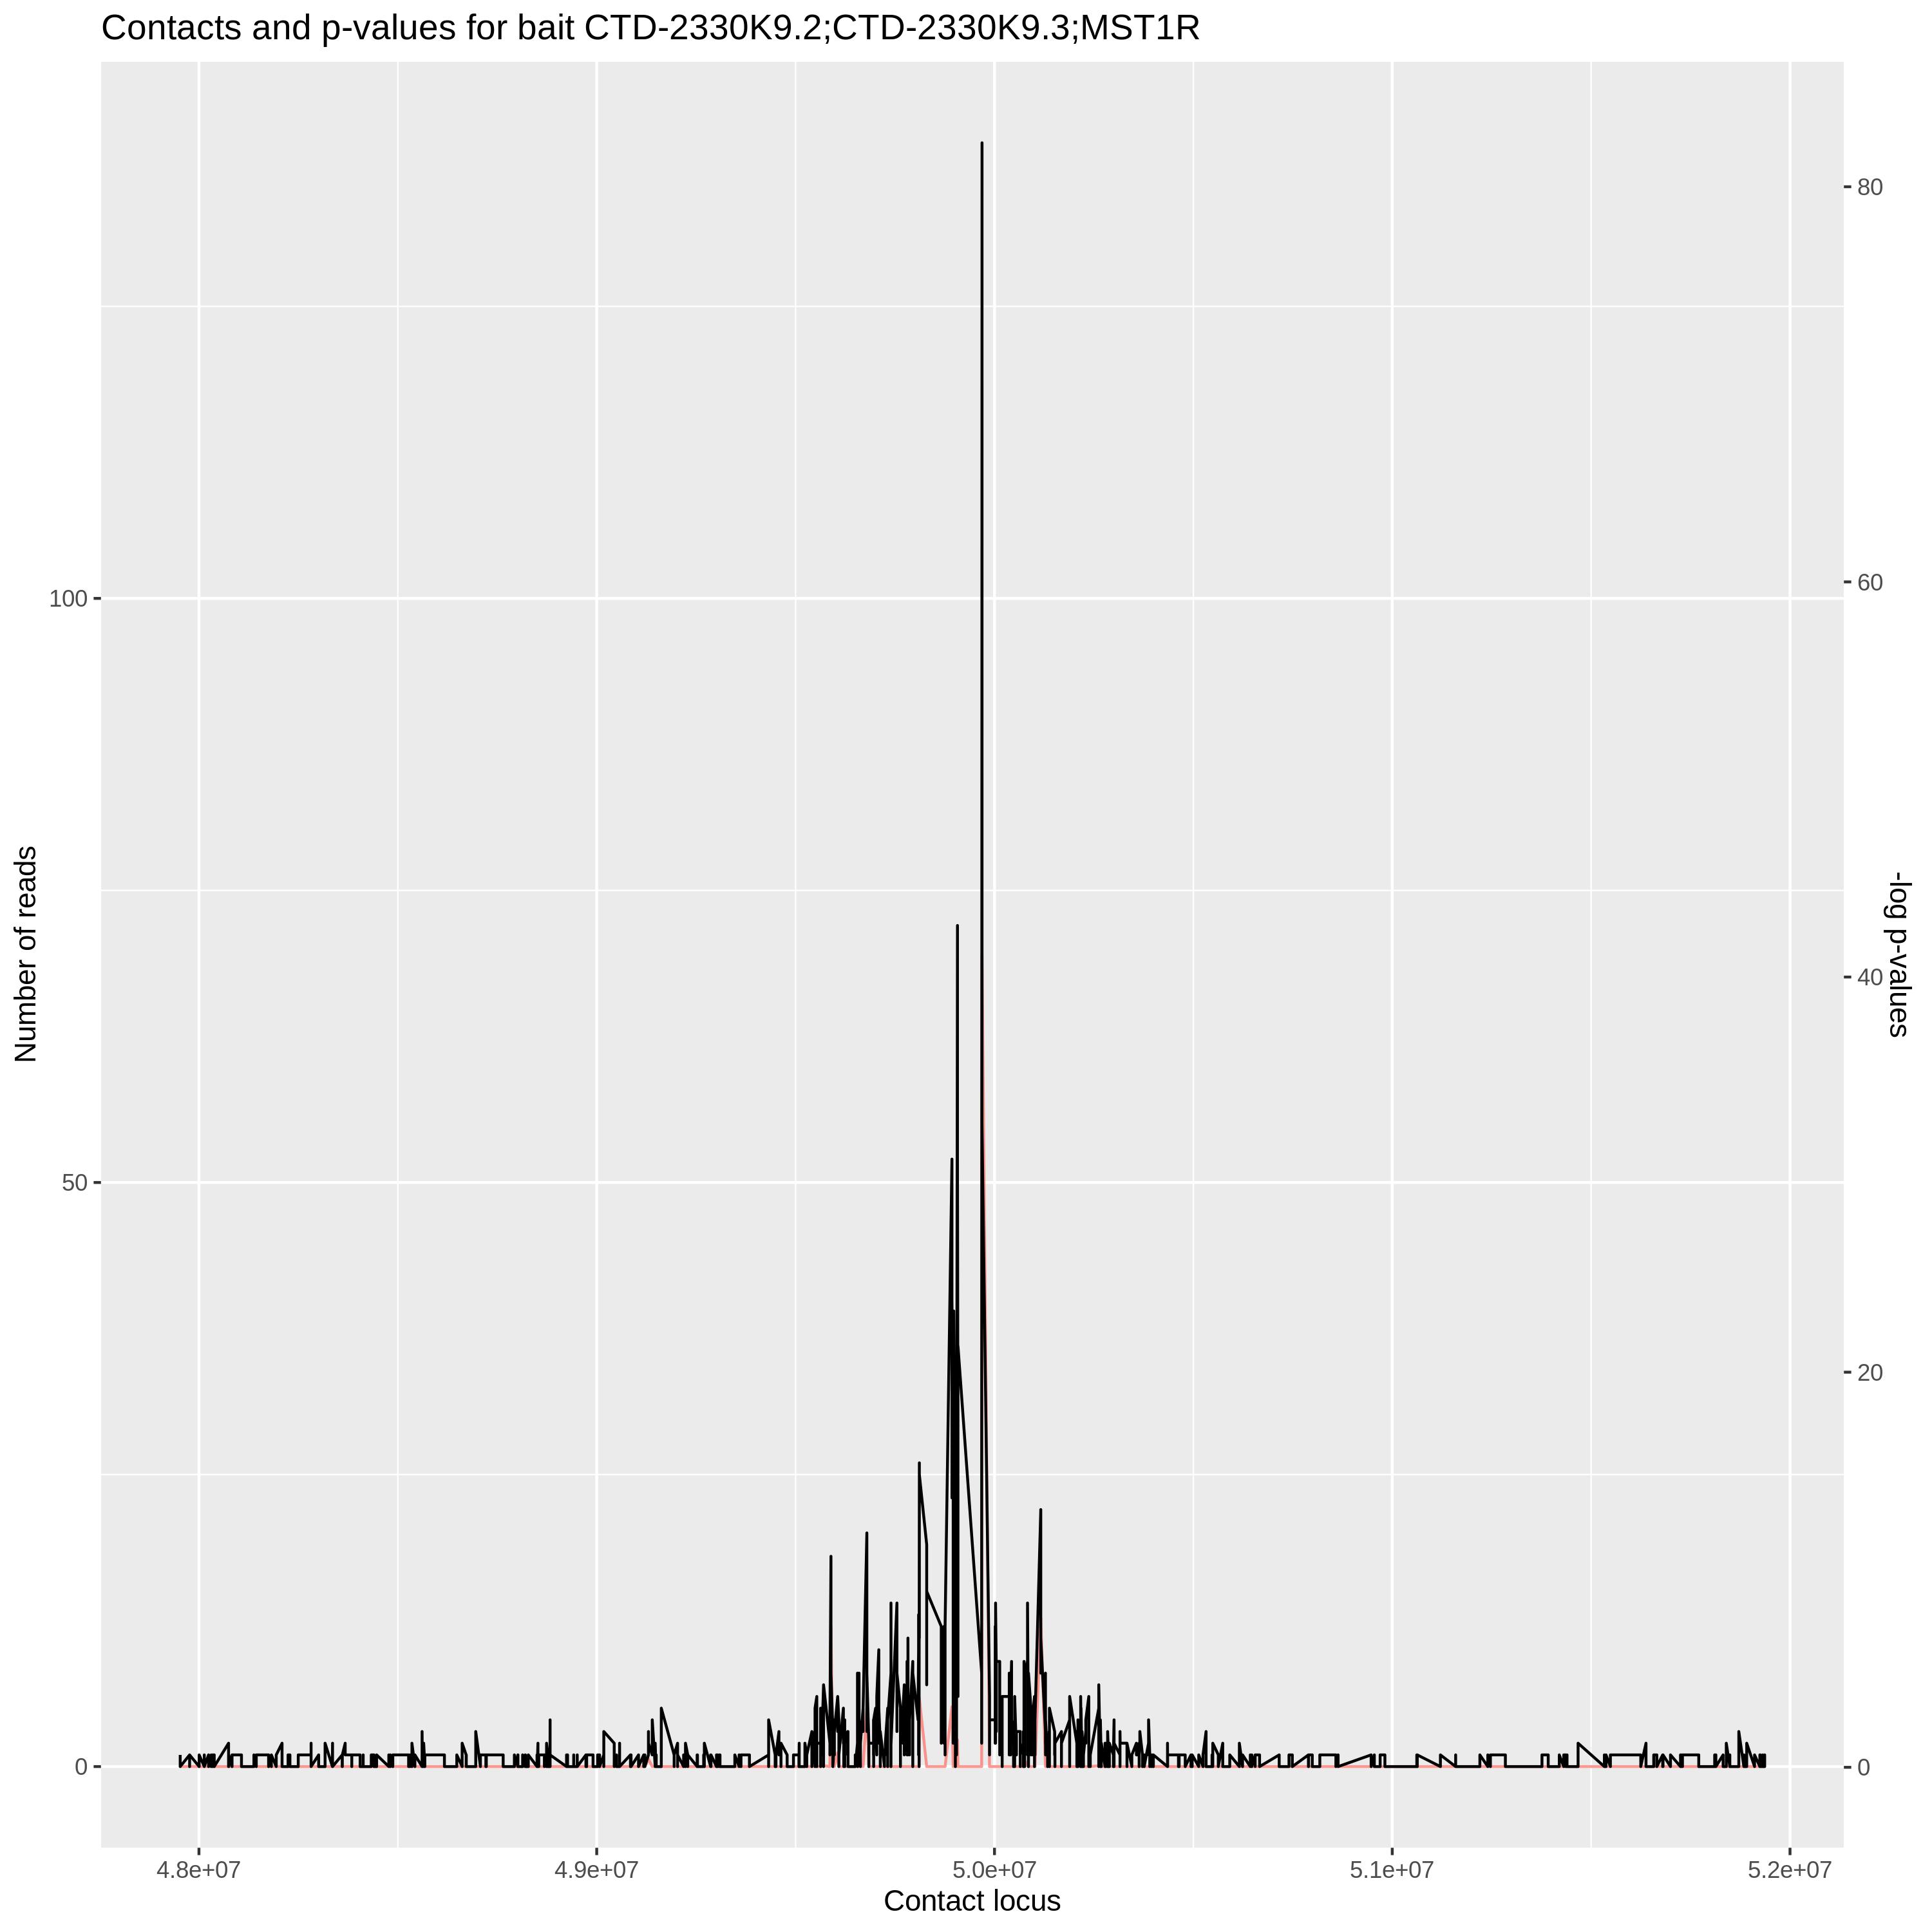 Contacts and p-values for bait CTD-2330K9.2;CTD-2330K9.3;MST1R
Number of reads
100
50
0
80
60
40
20
0
-log p-values
4.8e+07 4.9e+07 5.0e+07 5.1e+07 5.2e+07
Contact locus